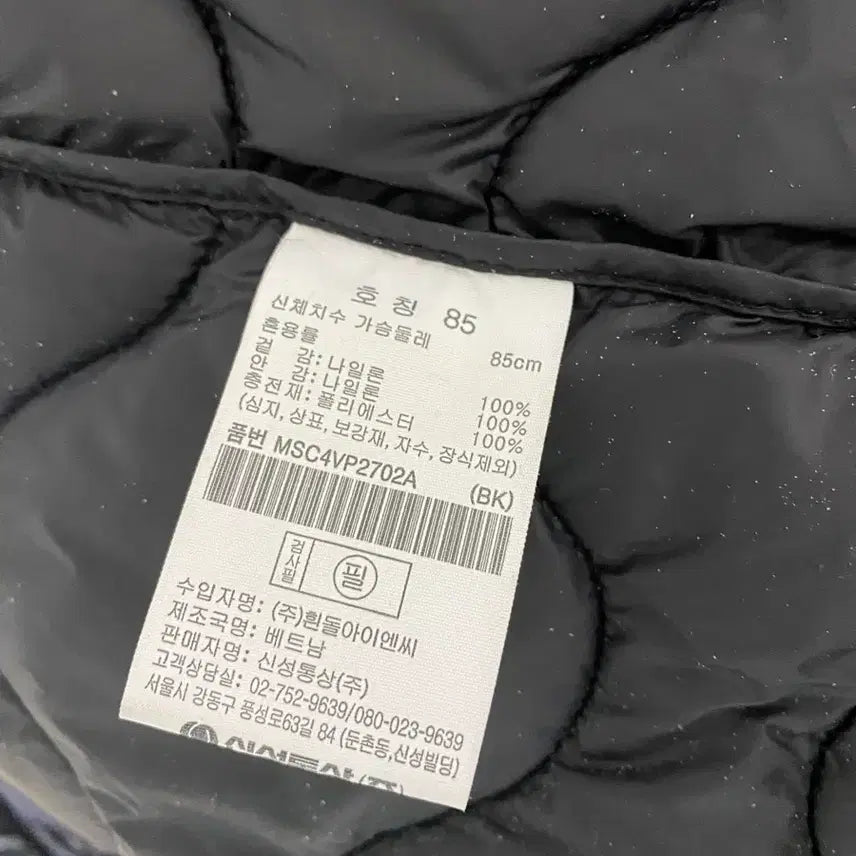 호 칭 85
신체치수 가슴둘레 85cm
혼용률
겉 감: 나일론 100%
안 감: 나일론 100%
충전재: 폴리에스터 100%
(심지, 상표, 보강재, 자수, 장식제외)
품번 MSC4VP2702A (BK)
검사필 필
수입자명: (주)흰돌아이앤씨
제조국명: 베트남
판매자명: 신성통상(주)
고객상담실: 02-752-9639/080-023-9639
서울시 강동구 풍성로63길 84 (둔촌동,신성빌딩)
신성통상(주)